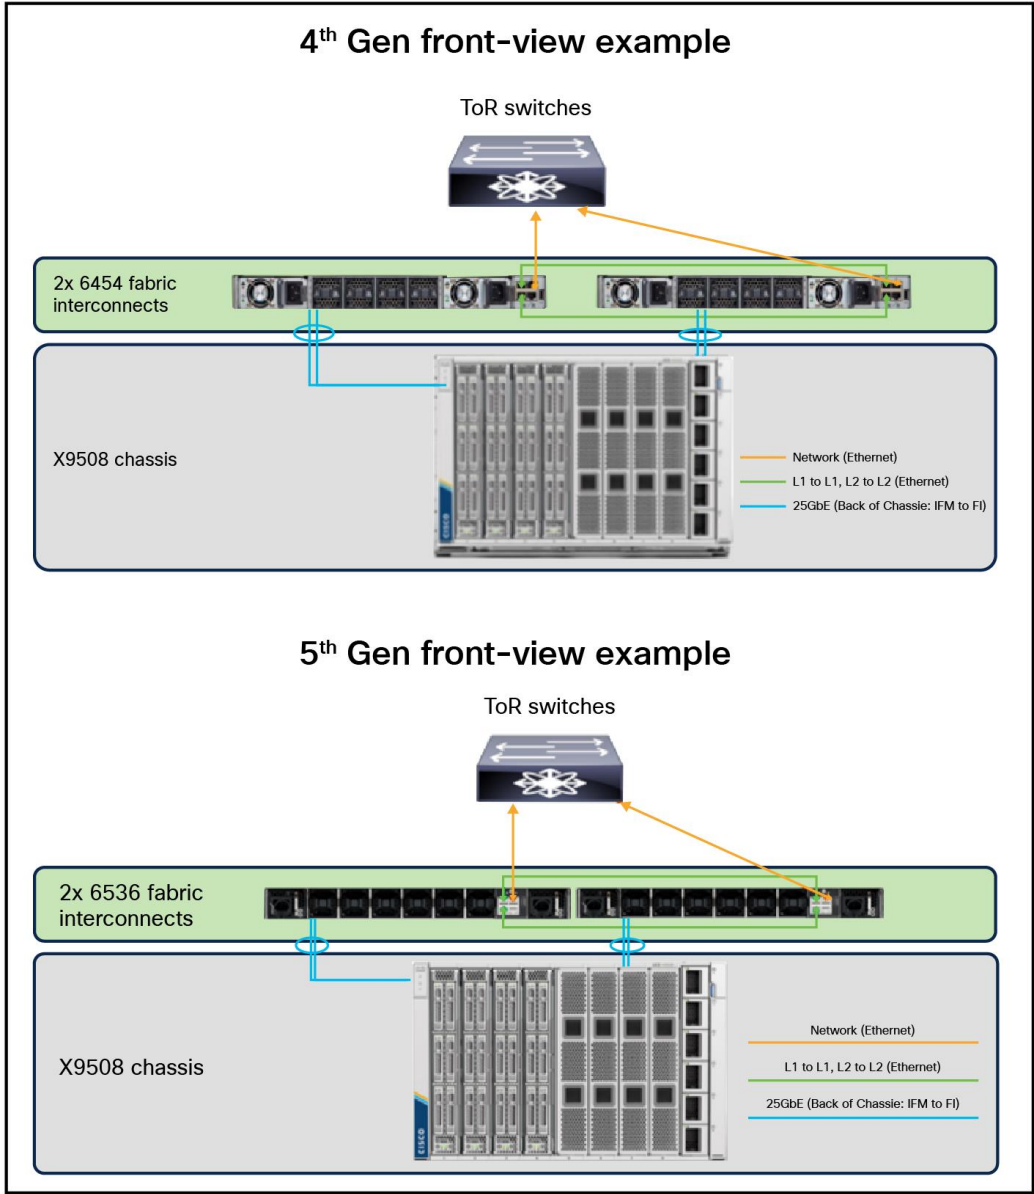 4th Gen front-view example
ToR switches
2x 6454 fabric
interconnects
X9508 chassis
CISCO
Network (Ethernet)
L1 to L1, L2 to L2 (Ethernet)
25GbE (Back of Chassie: IFM to FI)
5th Gen front-view example
ToR switches
2x 6536 fabric
interconnects
X9508 chassis
CISCO
Network (Ethernet)
L1 to L1, L2 to L2 (Ethernet)
25GbE (Back of Chassie: IFM to FI)